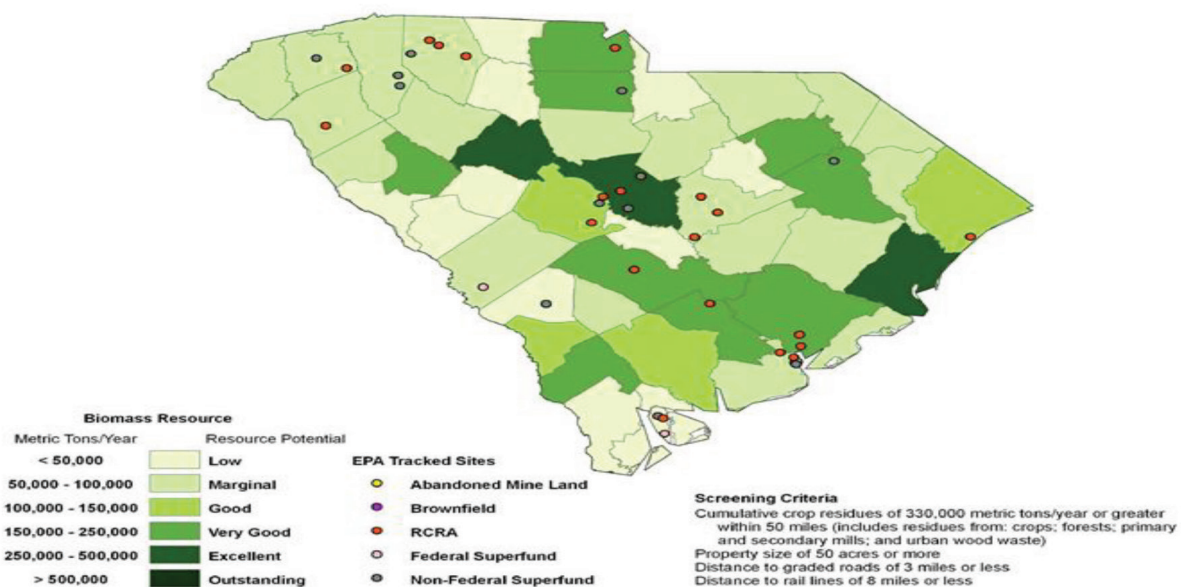 Biomass Resource
Metric Tons/Year Resource Potential
< 50,000 Low
50,000 - 100,000 Marginal
100,000 - 150,000 Good
150,000 - 250,000 Very Good
250,000 - 500,000 Excellent
> 500,000 Outstanding
EPA Tracked Sites
Abandoned Mine Land
Brownfield
RCRA
Federal Superfund
Non-Federal Superfund
Screening Criteria
Cumulative crop residues of 330,000 metric tons/year or greater
within 50 miles (includes residues from: crops; forests; primary
and secondary mills; and urban wood waste)
Property size of 50 acres or more
Distance to graded roads of 3 miles or less
Distance to rail lines of 8 miles or less